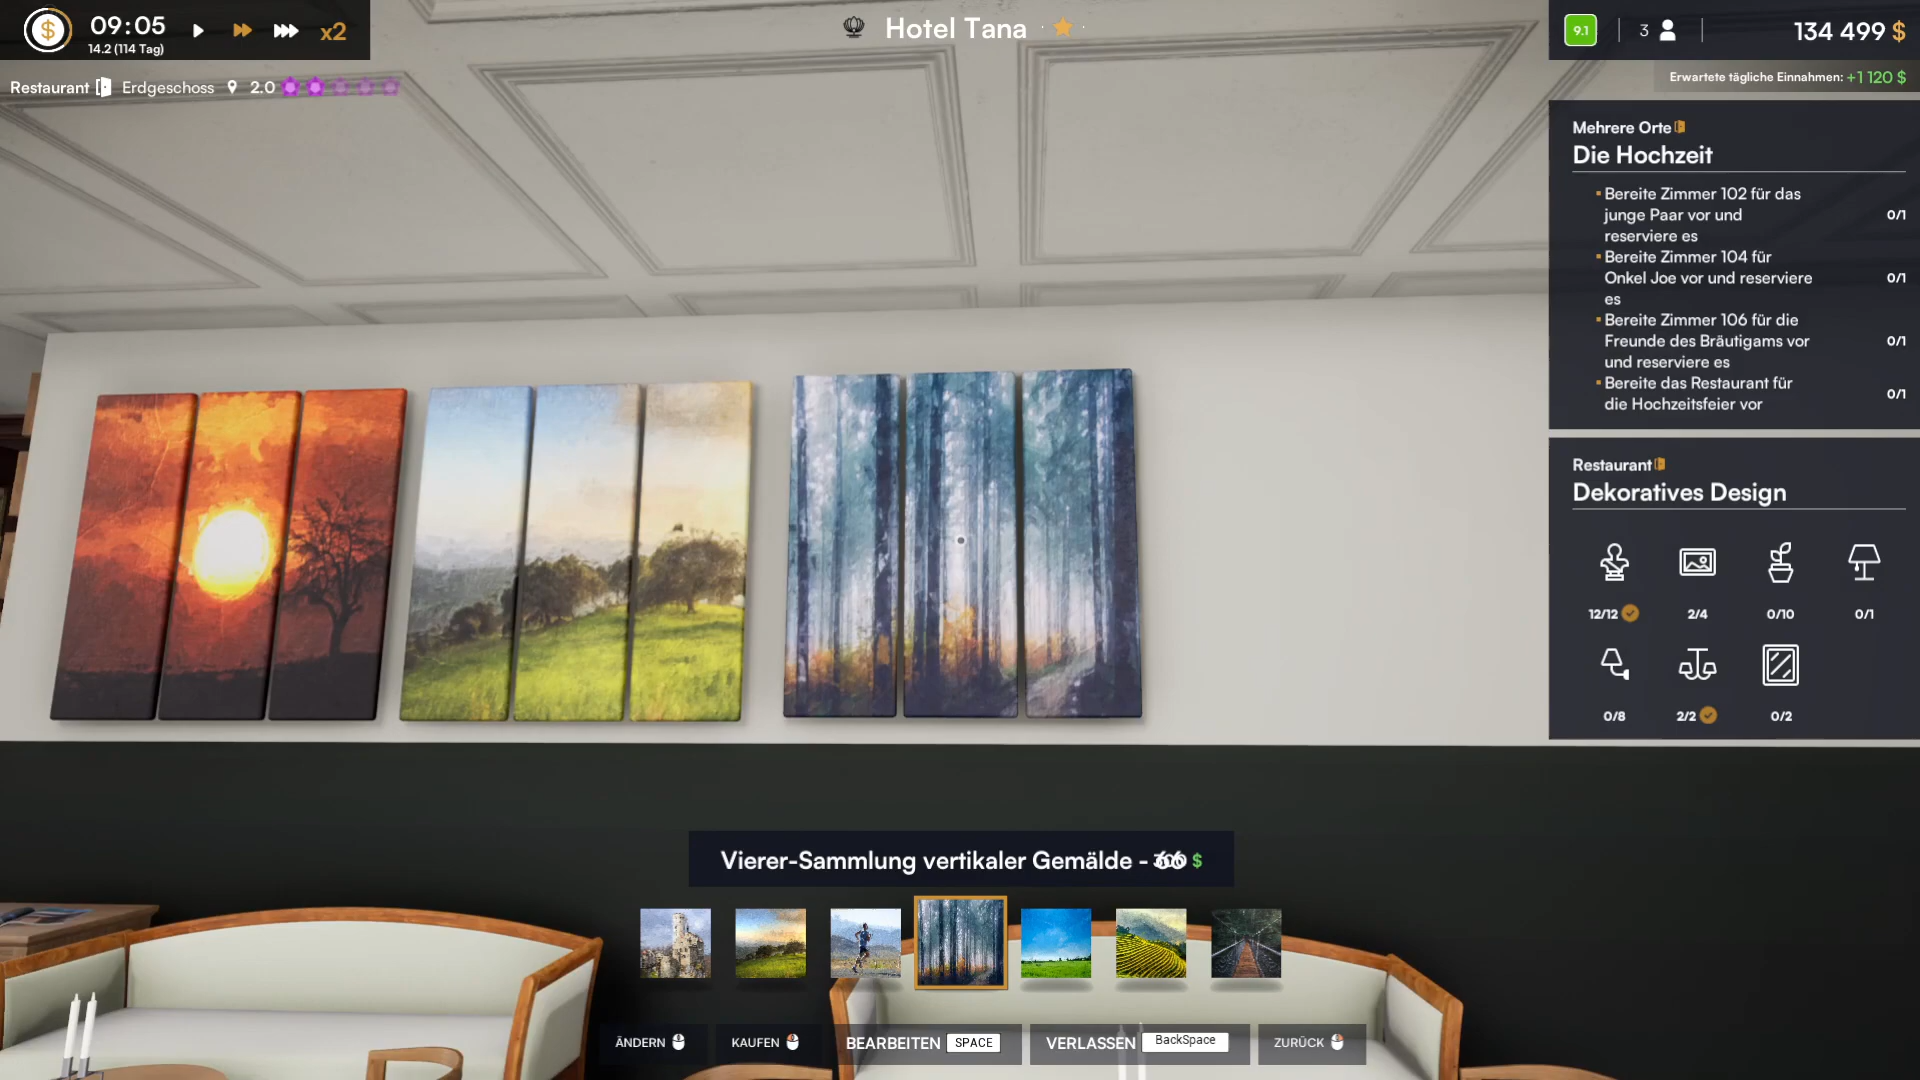 09:05
14.2 (114 Tag)
x2
Hotel Tana
9.1
3
134 499 $
Erwartete tägliche Einnahmen: +1 120 $
Restaurant Erdgeschoss 2.0
Mehrere Orte
Die Hochzeit
Bereite Zimmer 102 für das
junge Paar vor und
reserviere es
0/1
Bereite Zimmer 104 für
Onkel Joe vor und reserviere
es
0/1
Bereite Zimmer 106 für die
Freunde des Bräutigams vor
und reserviere es
0/1
Bereite das Restaurant für
die Hochzeitsfeier vor
0/1
Restaurant
Dekoratives Design
12/12
2/4
0/10
0/1
0/8
2/2
0/2
Vierer-Sammlung vertikaler Gemälde - $
ÄNDERN
KAUFEN
BEARBEITEN SPACE
VERLASSEN BackSpace
ZURÜCK